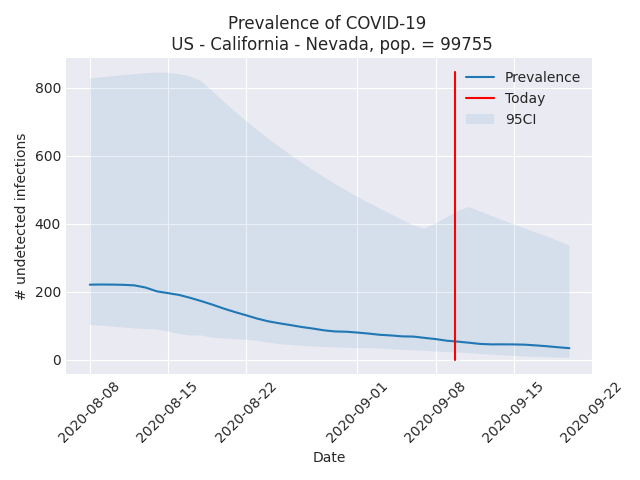 Prevalence of COVID-19
US - California - Nevada, pop. = 99755
Prevalence
Today
95CI
# undetected infections
800
600
400
200
0
2020-08-08
2020-08-15
2020-08-22
2020-09-01
2020-09-08
2020-09-15
2020-09-22
Date